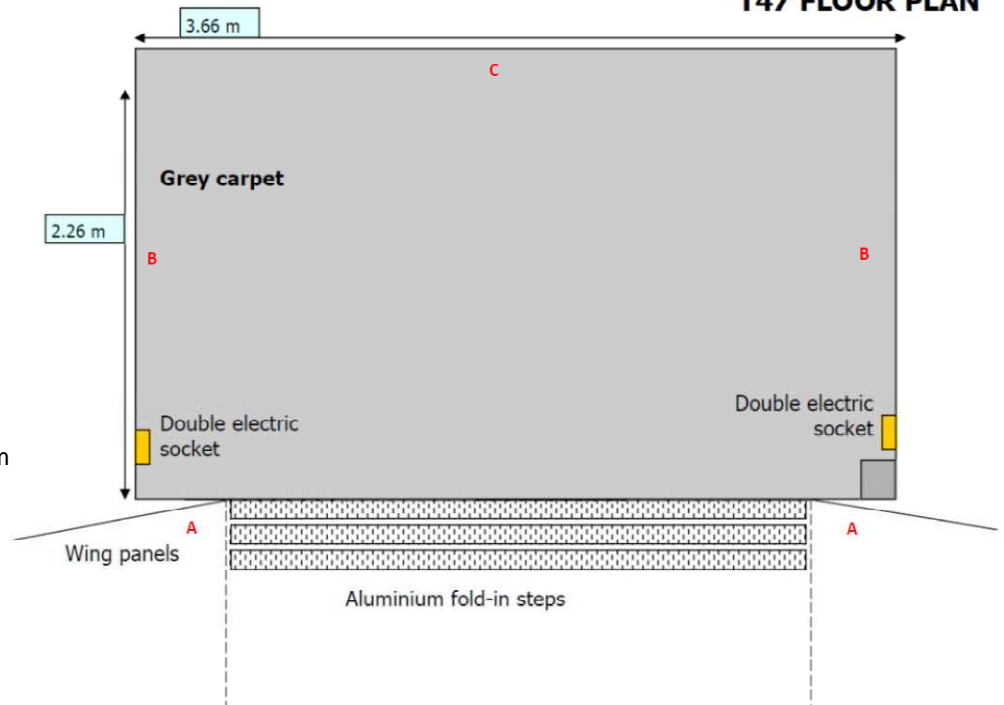 T47 FLOOR PLAN
3.66 m
C
Grey carpet
2.26 m
B
B
Double electric
socket
Double electric
socket
m
A
A
Wing panels
Aluminium fold-in steps